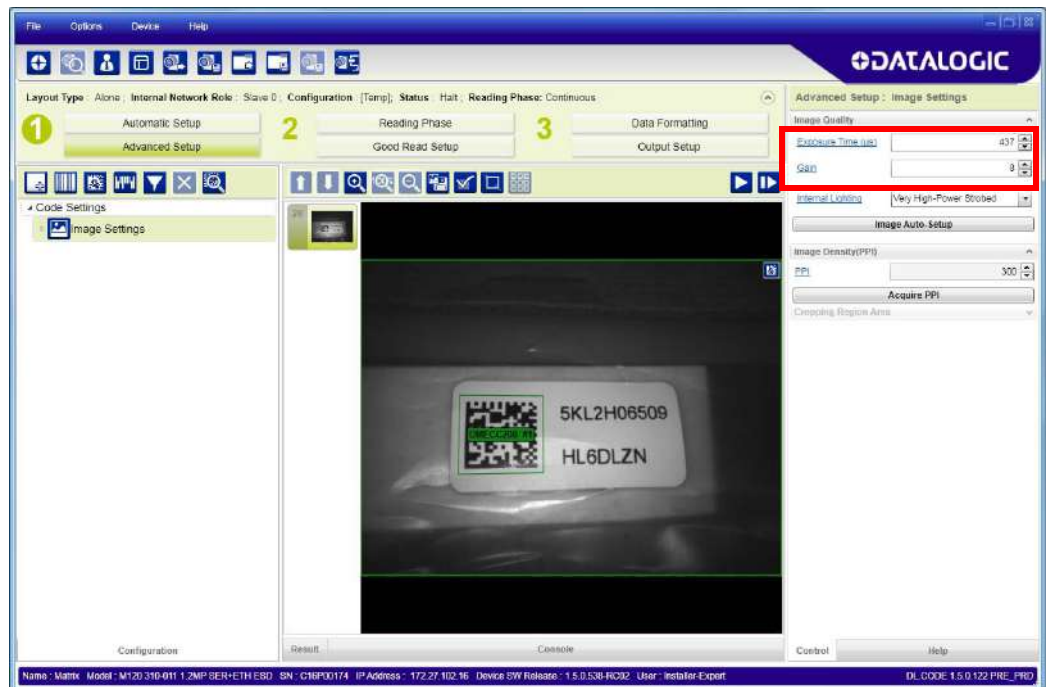 File Options Device Help
DATALOGIC
Layout Type : Alone ; Internal Network Role : Slave 0 ; Configuration : [Temp]; Status : Halt ; Reading Phase: Continuous
Advanced Setup : Image Settings
1 Automatic Setup
Advanced Setup
2 Reading Phase
Good Read Setup
3 Data Formatting
Output Setup
Image Quality
Exposure Time (µs) 437
Gain 8
Internal Lighting Very High-Power Strobed
Image Auto-Setup
Image Density(PPI)
PPI 300
Acquire PPI
Cropping Region Area
Code Settings
Image Settings
5KL2H06509
HL6DLZN
Configuration
Result
Console
Control
Help
Name : Matrix Model : M120 310-011 1.2MP SER+ETH ESD SN : C16P00174 IP Address : 172.27.102.16 Device SW Release : 1.5.0.538-RC02 User : Installer-Expert
DL.CODE 1.5.0.122 PRE_PRD